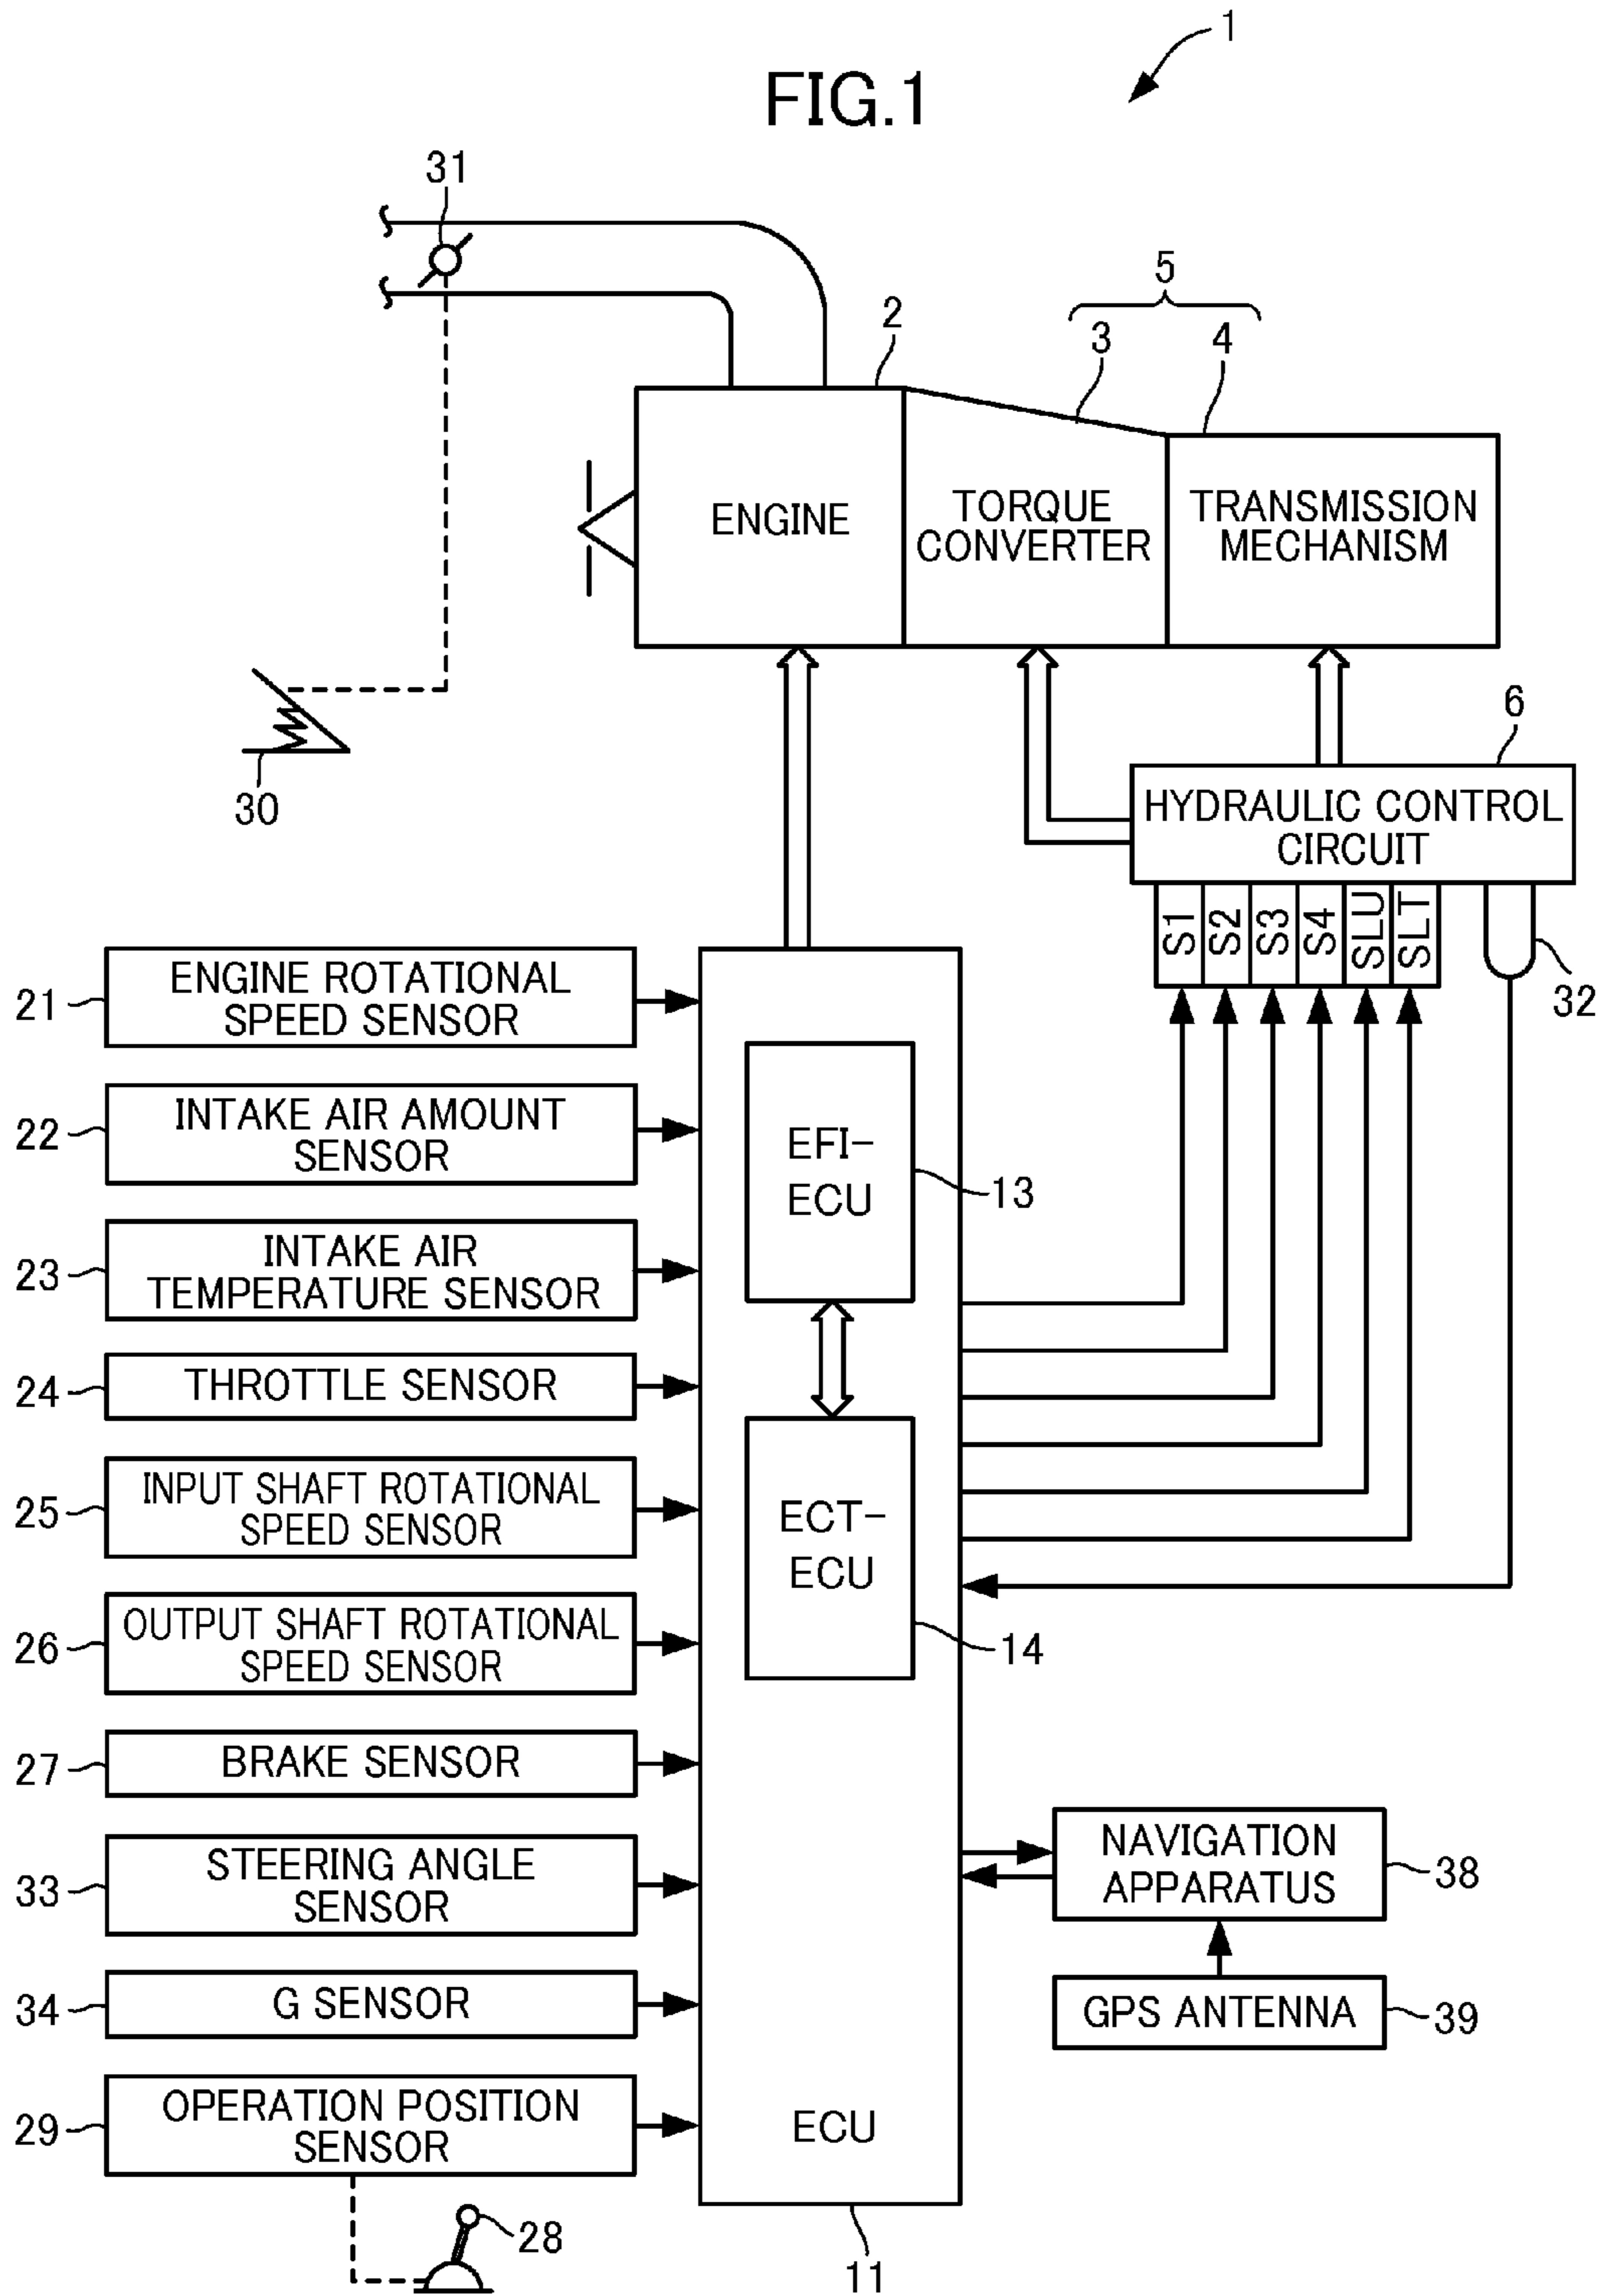 1
FIG.1
31
5
2
3
4
ENGINE
TORQUE
CONVERTER
TRANSMISSION
MECHANISM
30
6
HYDRAULIC CONTROL
CIRCUIT
S1
S2
S3
S4
SLU
SLT
32
21
ENGINE ROTATIONAL
SPEED SENSOR
22
INTAKE AIR AMOUNT
SENSOR
23
INTAKE AIR
TEMPERATURE SENSOR
24
THROTTLE SENSOR
25
INPUT SHAFT ROTATIONAL
SPEED SENSOR
26
OUTPUT SHAFT ROTATIONAL
SPEED SENSOR
27
BRAKE SENSOR
33
STEERING ANGLE
SENSOR
34
G SENSOR
29
OPERATION POSITION
SENSOR
28
EFI-
ECU
13
ECT-
ECU
14
ECU
11
NAVIGATION
APPARATUS
38
GPS ANTENNA
39